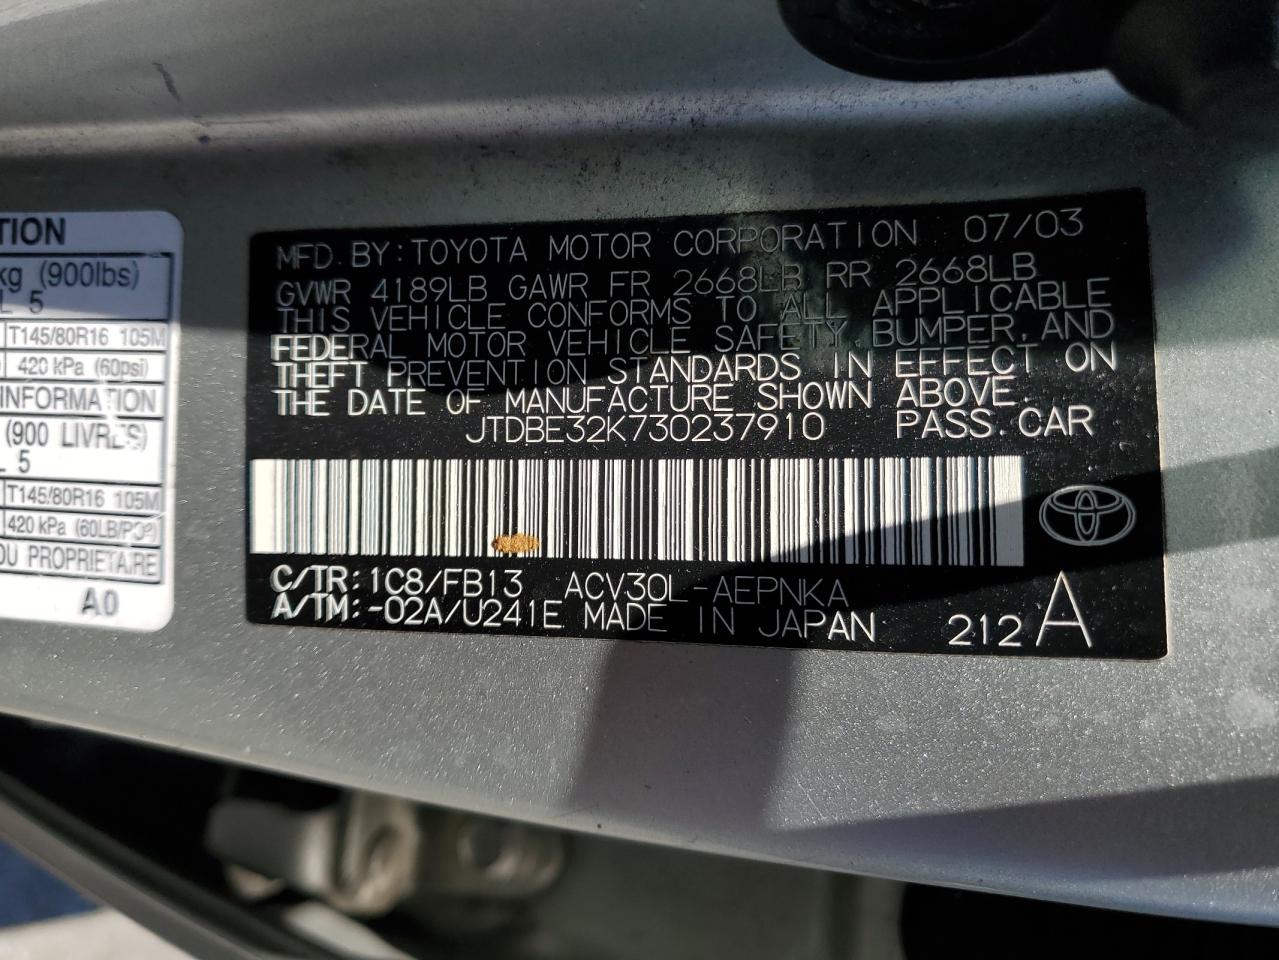 TION
kg (900lbs)
L 5
T145/80R16 105M
420 kPa (60psi)
INFORMATION
(900 LIVRES)
L 5
T145/80R16 105M
420 kPa (60LB/PO²)
DU PROPRIETAIRE
A0
MFD. BY: TOYOTA MOTOR CORPORATION 07/03
GVWR 4189LB GAWR FR 2668LB RR 2668LB
THIS VEHICLE CONFORMS TO ALL APPLICABLE
FEDERAL MOTOR VEHICLE SAFETY, BUMPER, AND
THEFT PREVENTION STANDARDS IN EFFECT ON
THE DATE OF MANUFACTURE SHOWN ABOVE.
JTDBE32K730237910 PASS. CAR
C/TR: 1C8/FB13 ACV30L-AEPNKA
A/TM: -02A/U241E MADE IN JAPAN 212 A